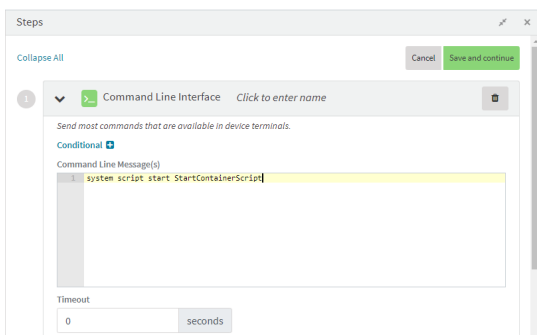 Steps
Collapse All
Cancel
Save and continue
1
>_ Command Line Interface Click to enter name
Send most commands that are available in device terminals.
Conditional
Command Line Message(s)
1 system script start StartContainerScript
Timeout
0 seconds